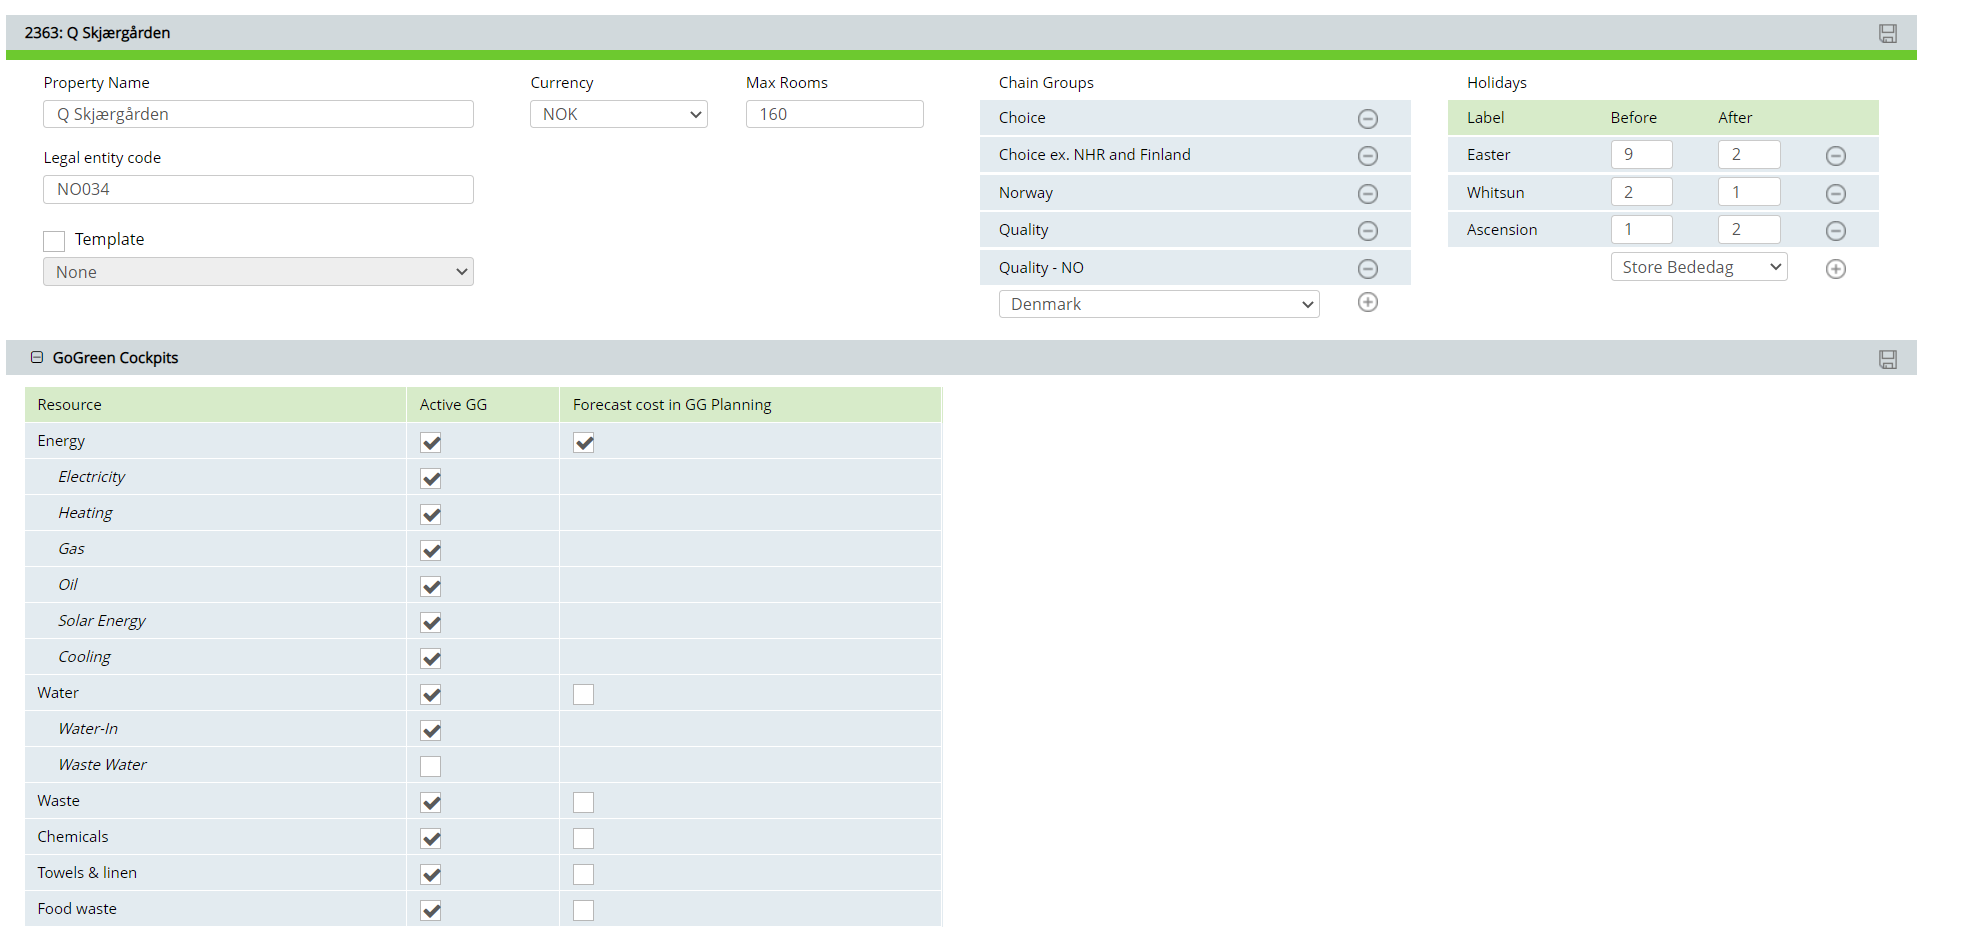 2363: Q Skjærgården
Property Name
Q Skjærgården
Legal entity code
NO034
Template
None
Currency
NOK
Max Rooms
160
Chain Groups
Choice
Choice ex. NHR and Finland
Norway
Quality
Quality - NO
Denmark
Holidays
Label Before After
Easter 9 2
Whitsun 2 1
Ascension 1 2
Store Bededag
GoGreen Cockpits
Resource Active GG Forecast cost in GG Planning
Energy
Electricity
Heating
Gas
Oil
Solar Energy
Cooling
Water
Water-In
Waste Water
Waste
Chemicals
Towels & linen
Food waste